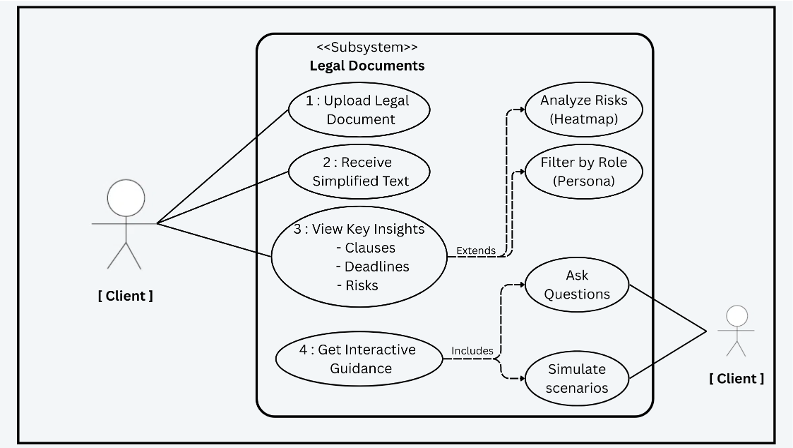 <<Subsystem>>
Legal Documents
1 : Upload Legal
Document
2 : Receive
Simplified Text
3 : View Key Insights
- Clauses
- Deadlines
- Risks
4 : Get Interactive
Guidance
Extends
Includes
Analyze Risks
(Heatmap)
Filter by Role
(Persona)
Ask
Questions
Simulate
scenarios
[ Client ]
[ Client ]